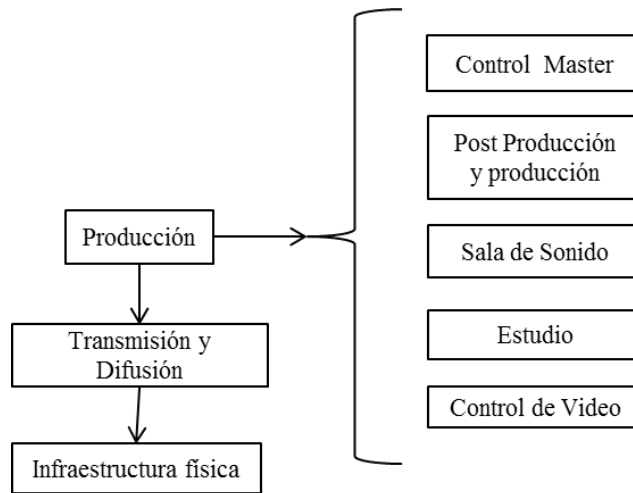 Control Master
Post Producción
y producción
Producción
Sala de Sonido
Transmisión y
Difusión
Estudio
Control de Video
Infraestructura física